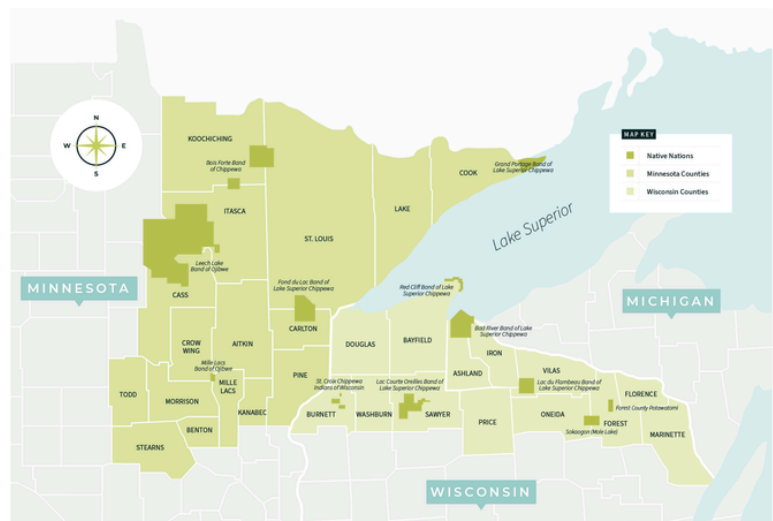 N
W
E
S
MAP KEY
Native Nations
Minnesota Counties
Wisconsin Counties
KOOCHICHING
Bois Forte Band
of Chippewa
COOK
Grand Portage Band of
Lake Superior Chippewa
ITASCA
LAKE
ST. LOUIS
Lake Superior
Leech Lake
Band of Ojibwe
MINNESOTA
CASS
Fond du Lac Band of
Lake Superior Chippewa
Red Cliff Band of Lake
Superior Chippewa
MICHIGAN
CARLTON
Bad River Band of Lake
Superior Chippewa
CROW
WING
AITKIN
DOUGLAS
BAYFIELD
IRON
Mille Lacs
Band of Ojibwe
PINE
ASHLAND
VILAS
St. Croix Chippewa
Indians of Wisconsin
Lac Courte Oreilles Band of
Lake Superior Chippewa
Lac du Flambeau Band of
Lake Superior Chippewa
MILLE
LACS
TODD
MORRISON
KANABEC
FLORENCE
Forest County Potawatomi
BURNETT
WASHBURN
SAWYER
PRICE
ONEIDA
FOREST
Sokaogon (Mole Lake)
MARINETTE
BENTON
STEARNS
WISCONSIN